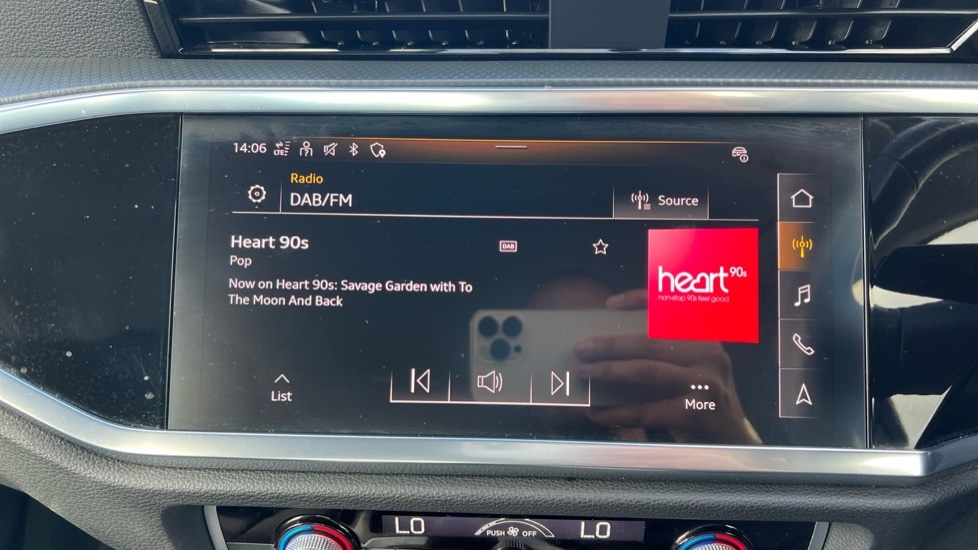 14:06 LTE
Radio
DAB/FM
Source
Heart 90s
DAB
Pop
Now on Heart 90s: Savage Garden with To
The Moon And Back
heart 90s
non-stop 90s feel good
List
More
LO
PUSH OFF
LO